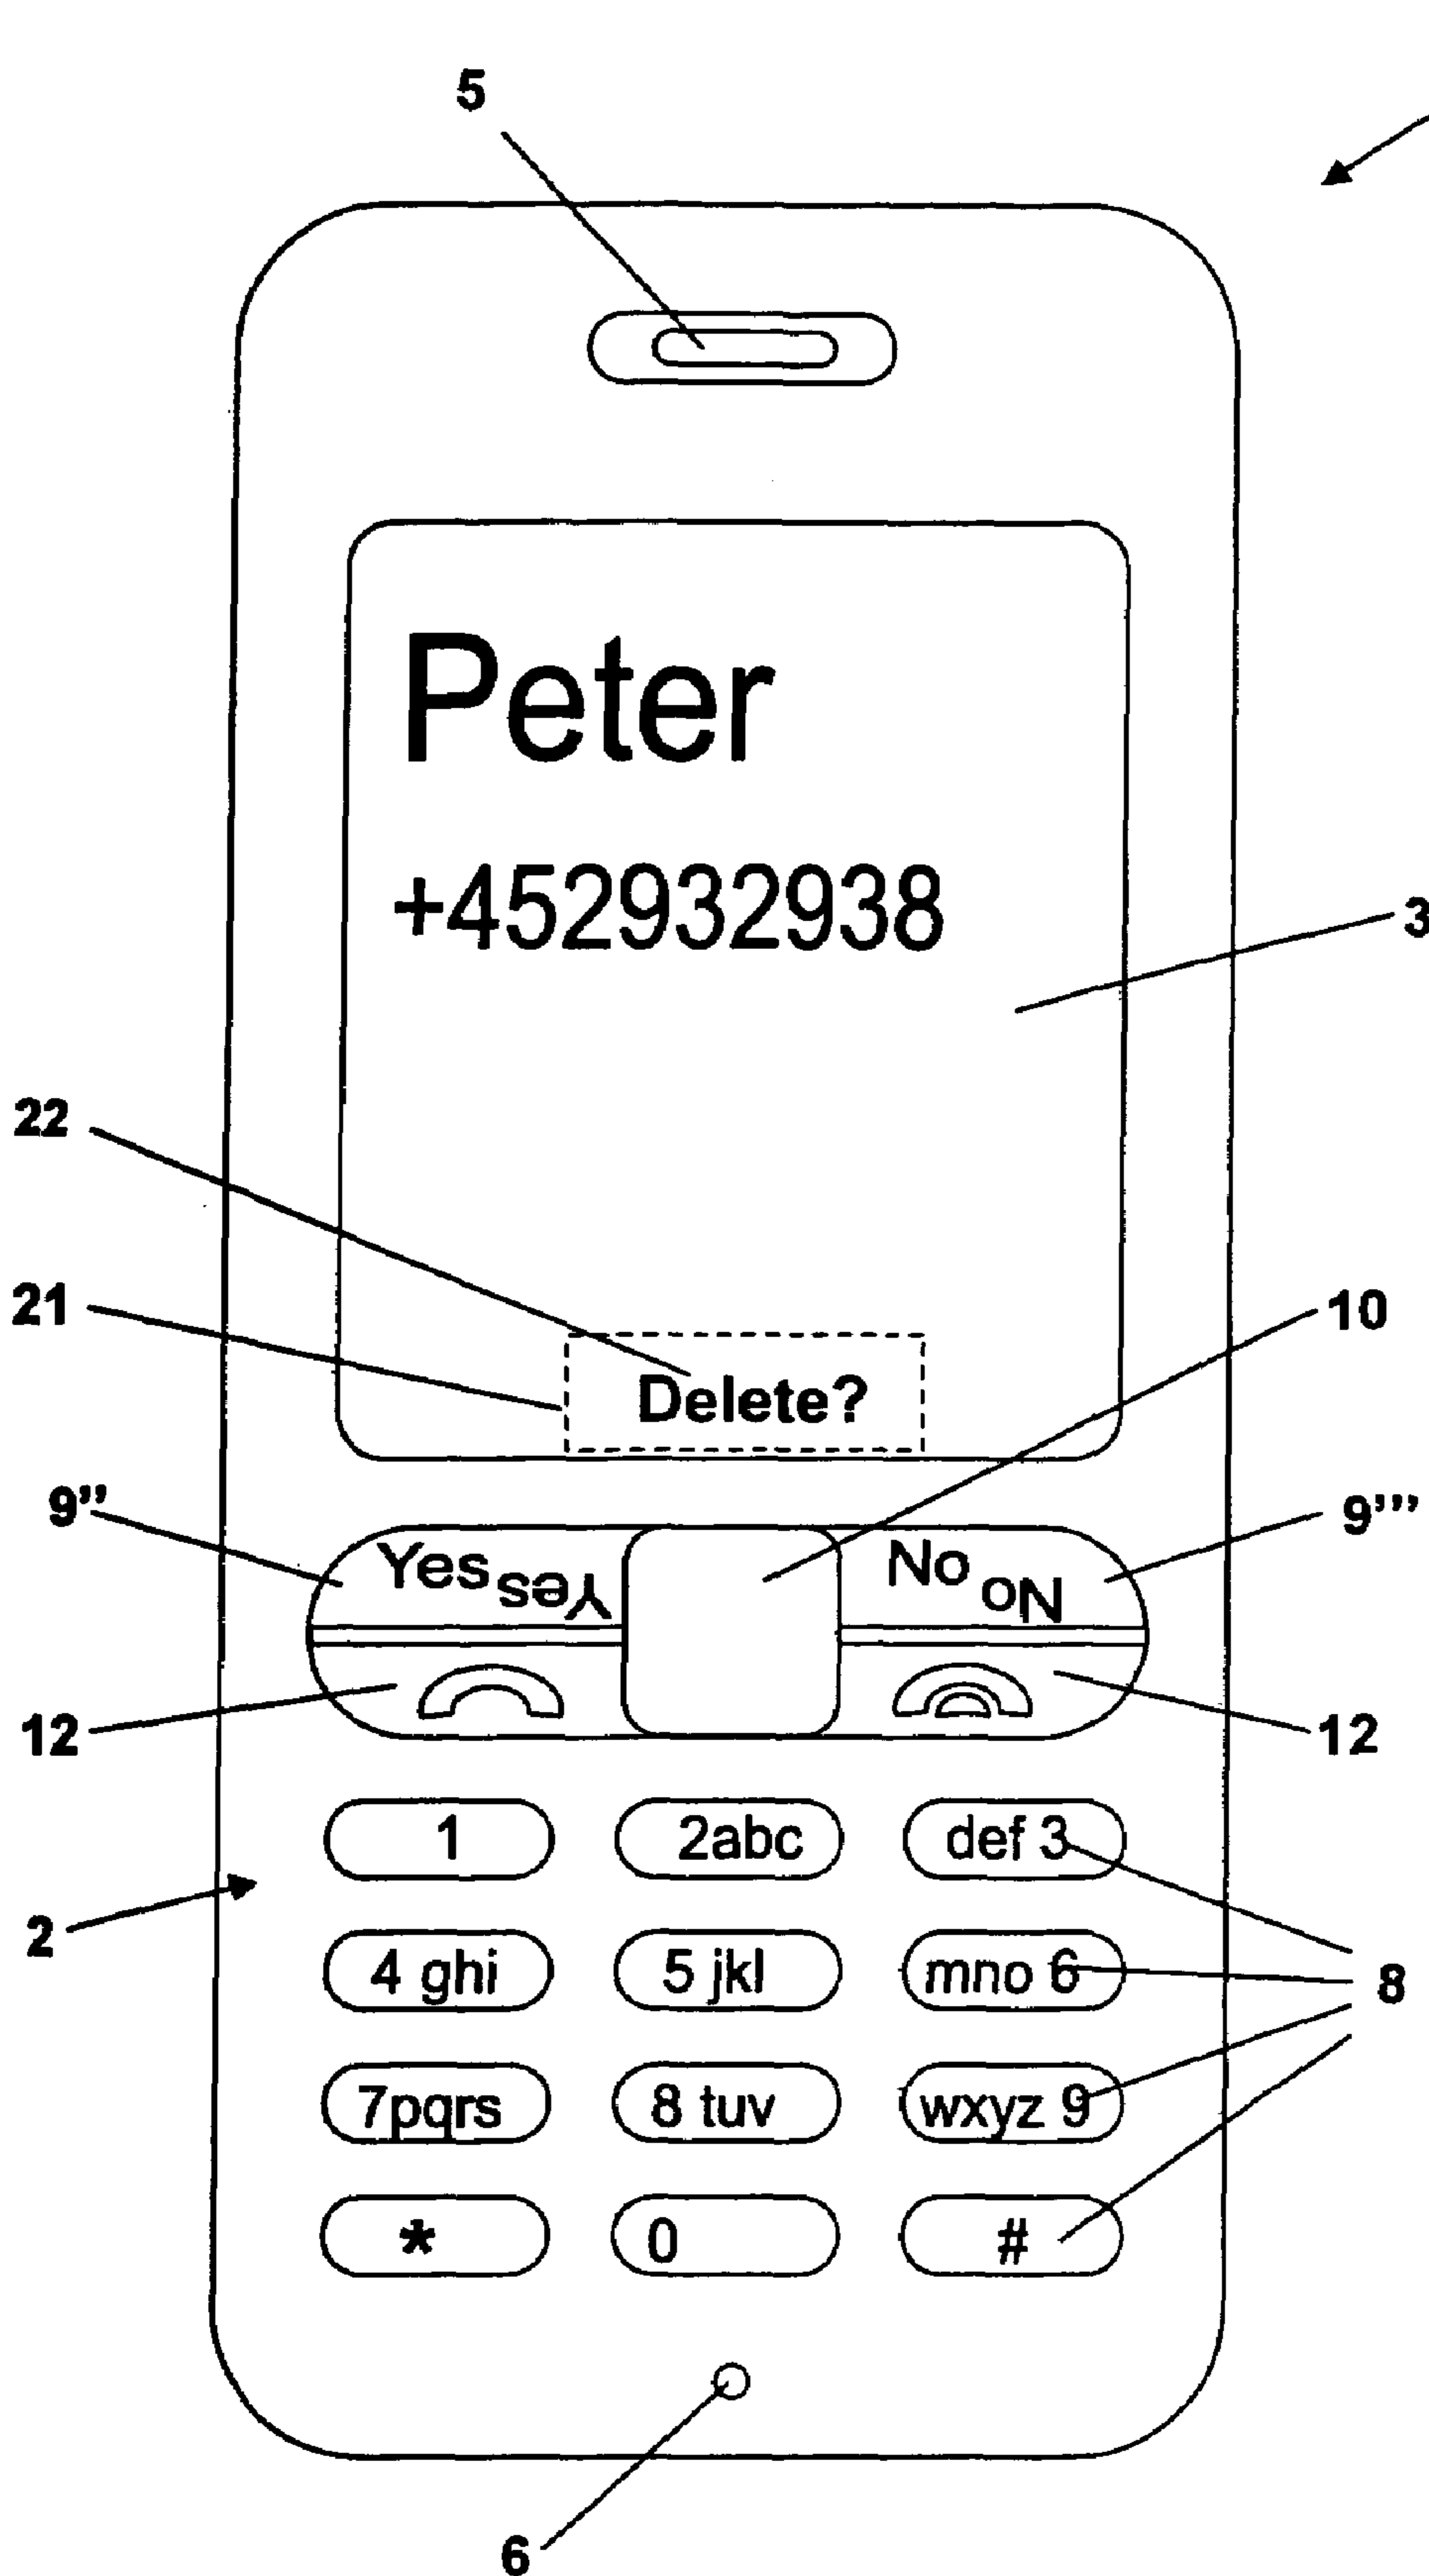 5
Peter
+452932938
3
22
21
10
Delete?
9’’
9’’’
Yes Yes
No No
12
12
1
2abc
def 3
2
4 ghi
5 jkl
mno 6
8
7pqrs
8 tuv
wxyz 9
*
0
#
6